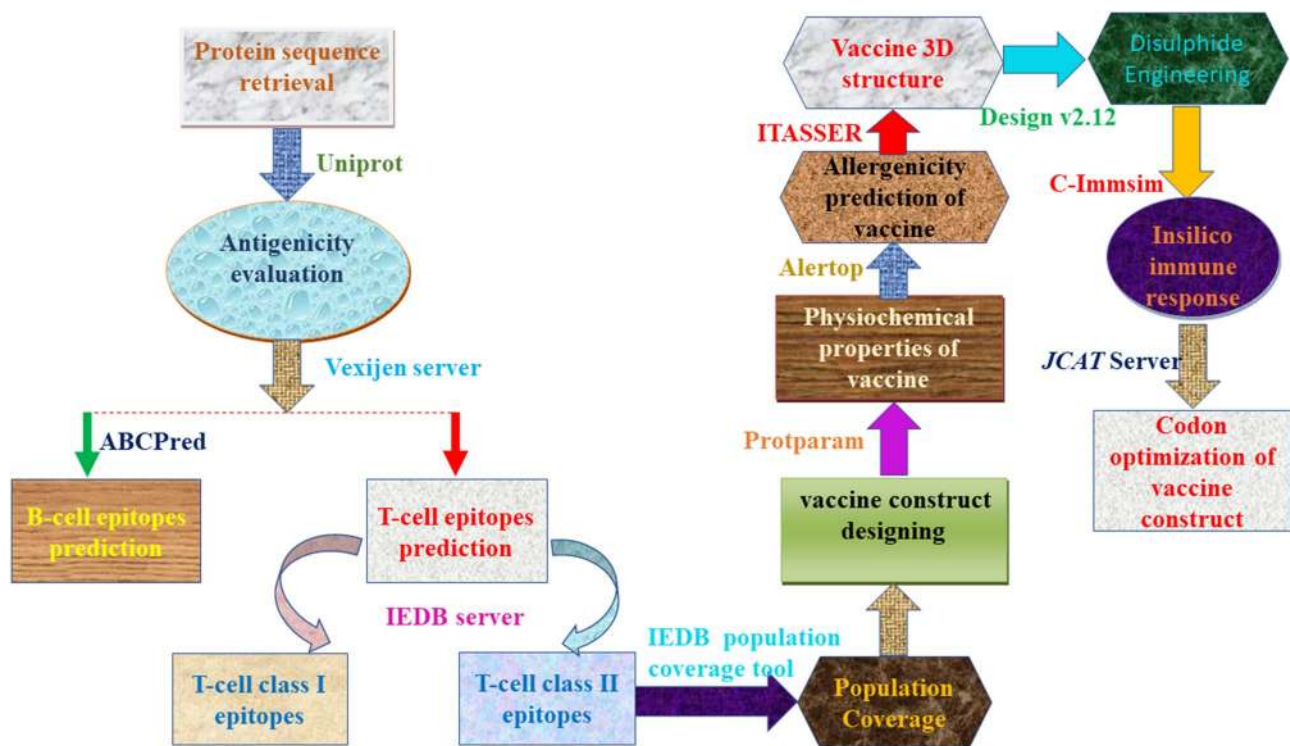 Protein sequence
retrieval
Uniprot
Antigenicity
evaluation
Vexijen server
ABCPred
B-cell epitopes
prediction
T-cell epitopes
prediction
IEDB server
T-cell class I
epitopes
T-cell class II
epitopes
IEDB population
coverage tool
Population
Coverage
vaccine construct
designing
Protparam
Physiochemical
properties of
vaccine
Alertop
Allergenicity
prediction of
vaccine
ITASSER
Vaccine 3D
structure
Design v2.12
Disulphide
Engineering
C-Immsim
Insilico
immune
response
JCAT Server
Codon
optimization of
vaccine
construct